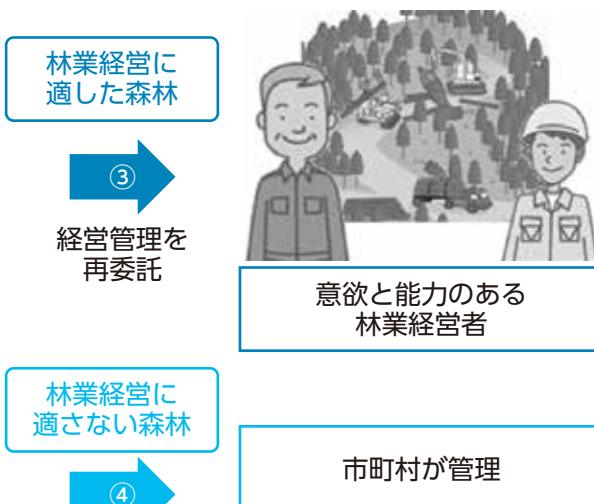 林業経営に
適した森林
③
経営管理を
再委託
意欲と能力のある
林業経営者
林業経営に
適さない森林
④
市町村が管理